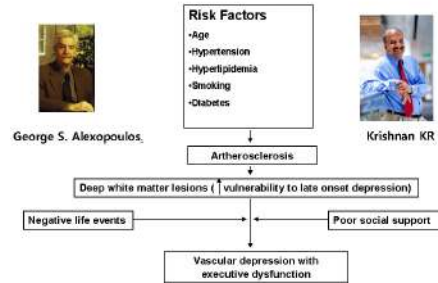 Risk Factors
•Age
•Hypertension
•Hyperlipidemia
•Smoking
•Diabetes
George S. Alexopoulos
Krishnan KR
Artherosclerosis
Deep white matter lesions (↑ vulnerability to late onset depression)
Negative life events
Poor social support
Vascular depression with
executive dysfunction